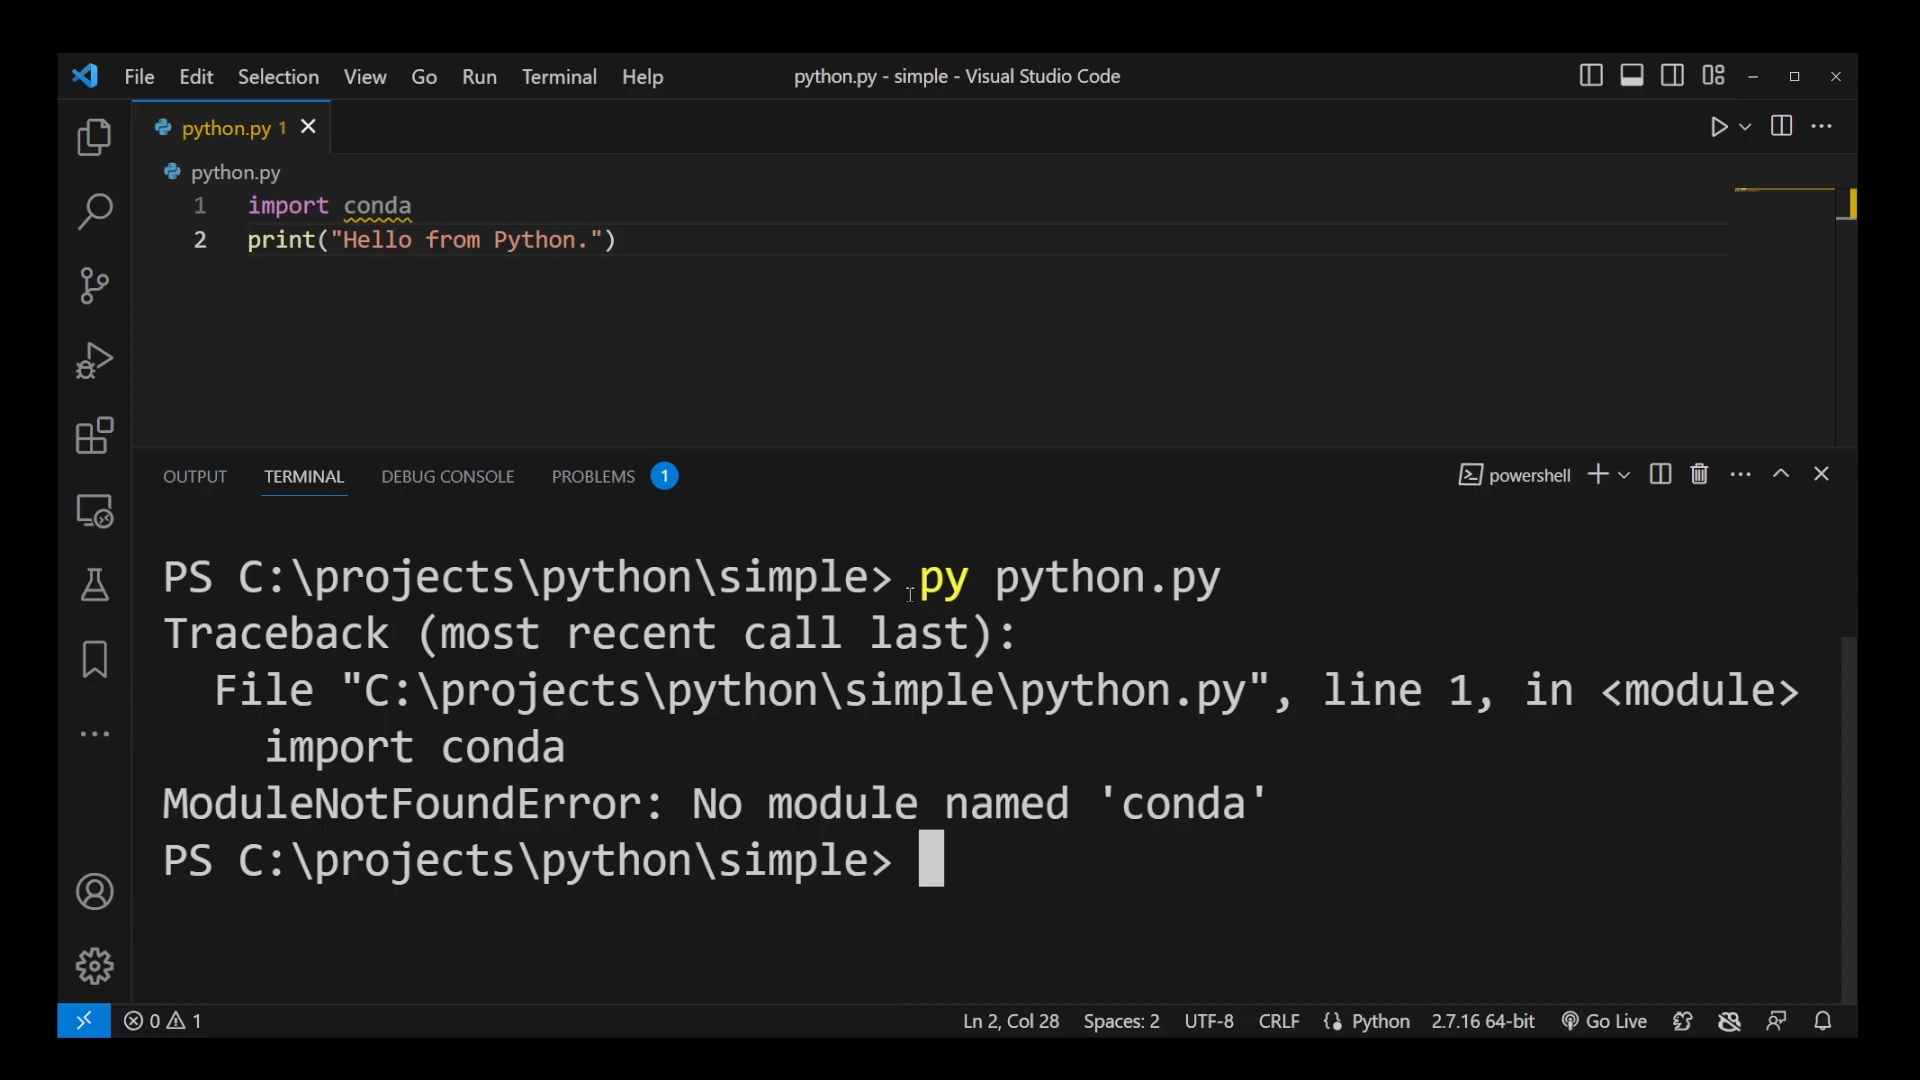 File Edit Selection View Go Run Terminal Help python.py - simple - Visual Studio Code
python.py 1
python.py
1 import conda
2 print("Hello from Python.")
OUTPUT TERMINAL DEBUG CONSOLE PROBLEMS 1 powershell
PS C:\projects\python\simple> py python.py
Traceback (most recent call last):
File "C:\projects\python\simple\python.py", line 1, in <module>
import conda
ModuleNotFoundError: No module named 'conda'
PS C:\projects\python\simple>
0 1 Ln 2, Col 28 Spaces: 2 UTF-8 CRLF Python 2.7.16 64-bit Go Live